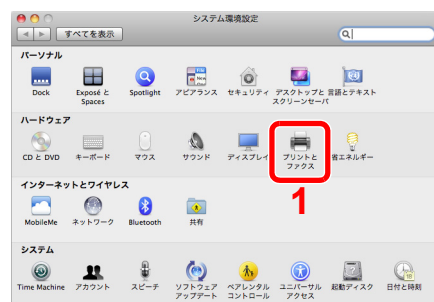 システム環境設定
すべてを表示
パーソナル
Dock
Exposé と
Spaces
Spotlight
アピアランス
セキュリティ
デスクトップと
スクリーンセーバ
言語とテキスト
ハードウェア
CD と DVD
キーボード
マウス
サウンド
ディスプレイ
プリントと
ファクス
省エネルギー
1
インターネットとワイヤレス
MobileMe
ネットワーク
Bluetooth
共有
システム
Time Machine
アカウント
スピーチ
ソフトウェア
アップデート
ペアレンタル
コントロール
ユニバーサル
アクセス
起動ディスク
日付と時刻